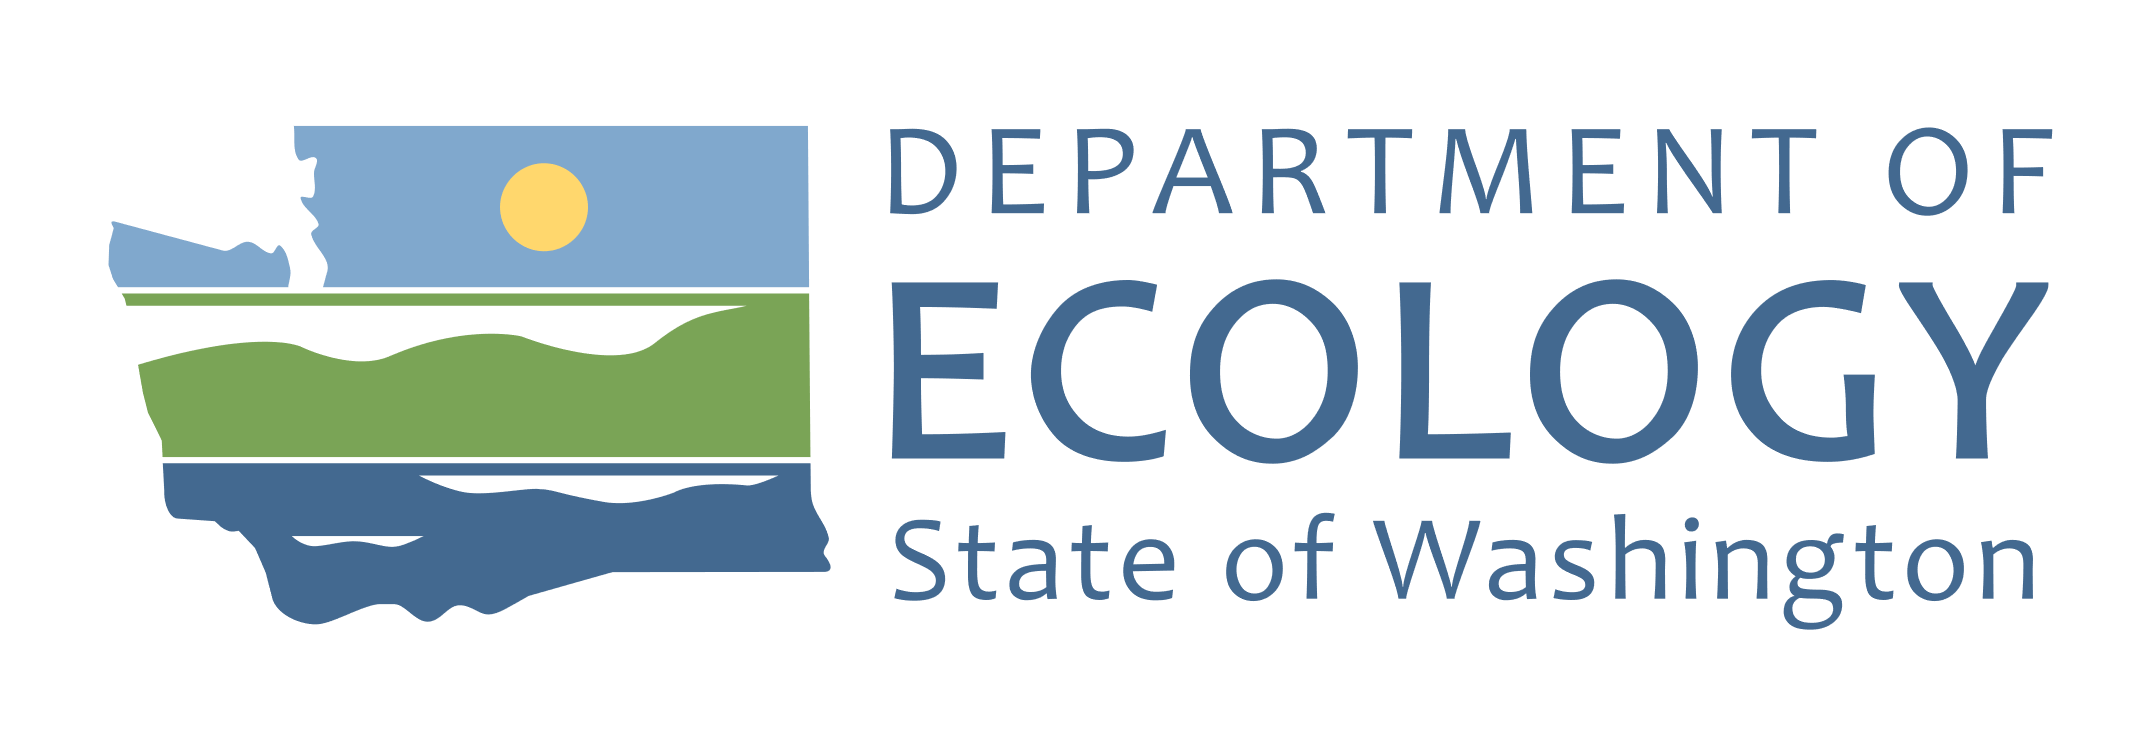 DEPARTMENT OF
ECOLOGY
State of Washington